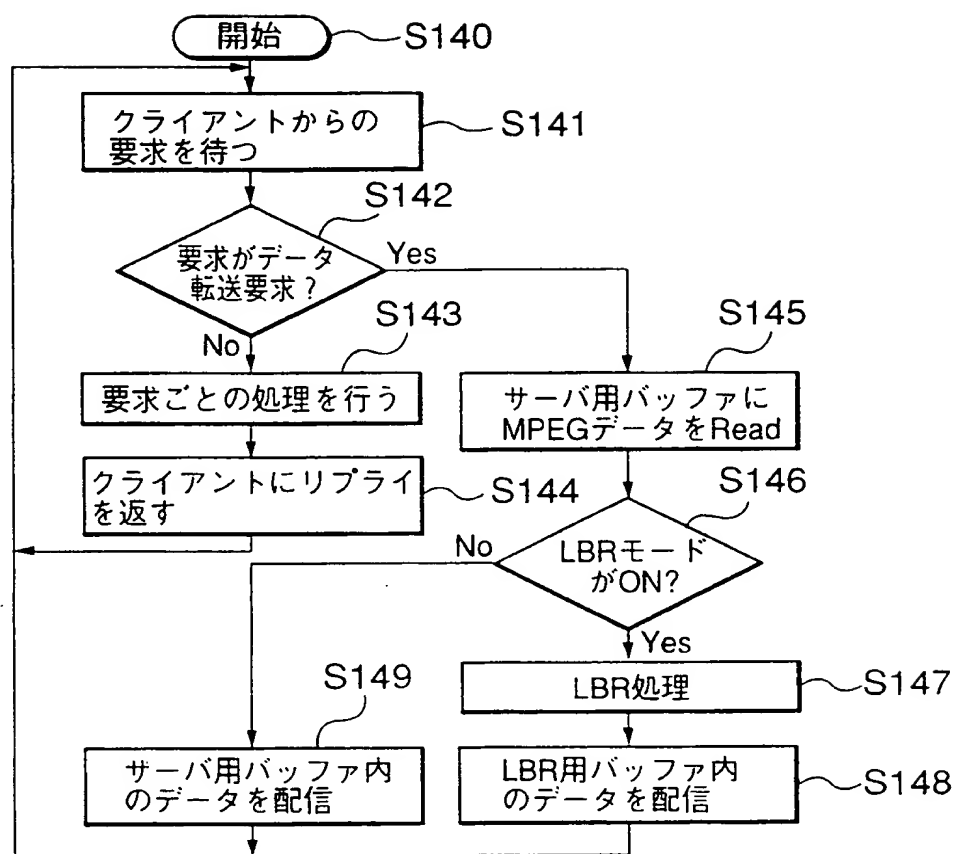 開始
S140
クライアントからの
要求を待つ
S141
S142
要求がデータ
転送要求?
Yes
No
S143
要求ごとの処理を行う
S145
サーバ用バッファに
MPEGデータをRead
クライアントにリプライ
を返す
S144
S146
LBRモード
がON?
No
Yes
LBR処理
S147
S149
サーバ用バッファ内
のデータを配信
LBR用バッファ内
のデータを配信
S148